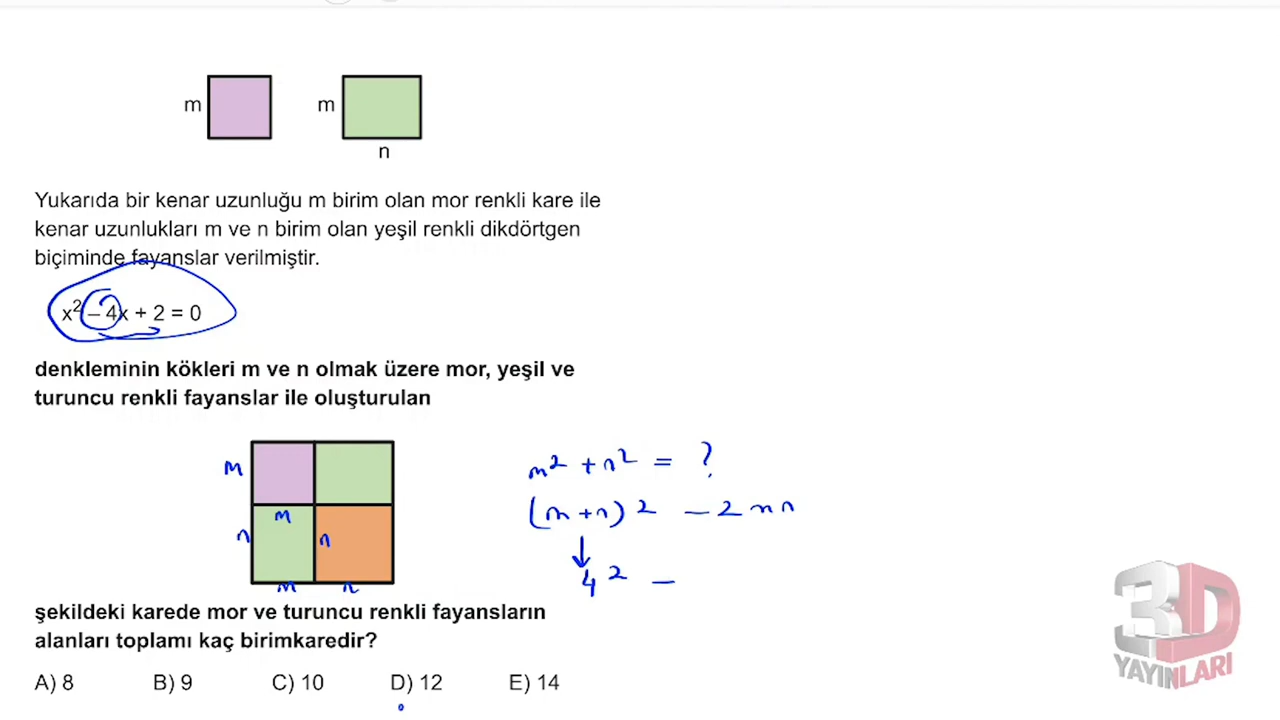 m
m
n
Yukarıda bir kenar uzunluğu m birim olan mor renkli kare ile
kenar uzunlukları m ve n birim olan yeşil renkli dikdörtgen
biçiminde fayanslar verilmiştir.
x² – 4x + 2 = 0
denkleminin kökleri m ve n olmak üzere mor, yeşil ve
turuncu renkli fayanslar ile oluşturulan
m
m
n
n
m
n
m² + n² = ?
(m + n)² – 2 m n
4² –
şekildeki karede mor ve turuncu renkli fayansların
alanları toplamı kaç birimkaredir?
A) 8 B) 9 C) 10 D) 12 E) 14
3D
YAYINLARI